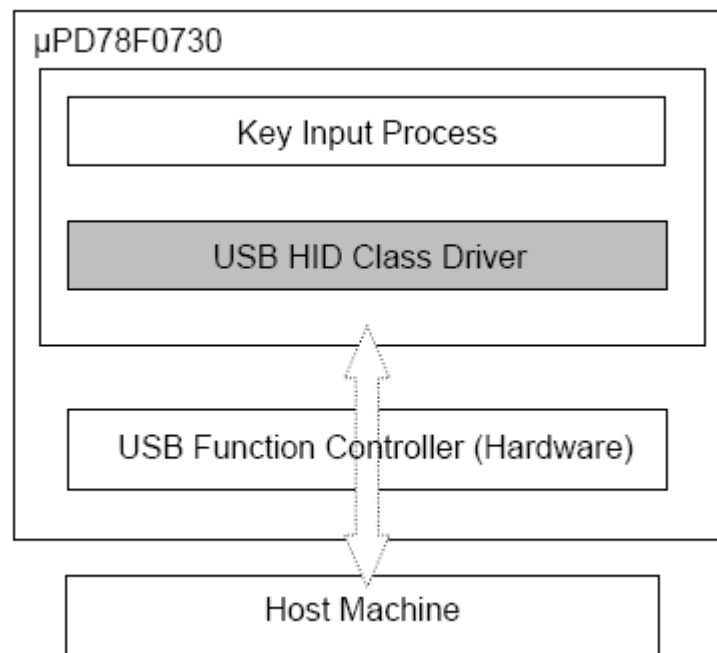 µPD78F0730
Key Input Process
USB HID Class Driver
USB Function Controller (Hardware)
Host Machine